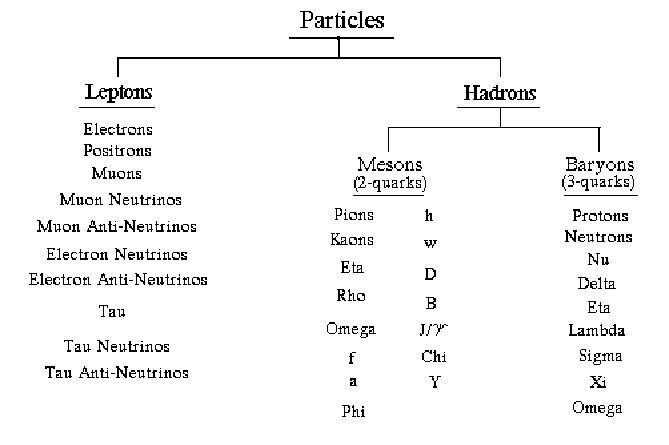 Particles
Leptons
Electrons
Positrons
Muons
Muon Neutrinos
Muon Anti-Neutrinos
Electron Neutrinos
Electron Anti-Neutrinos
Tau
Tau Neutrinos
Tau Anti-Neutrinos
Hadrons
Mesons
(2-quarks)
Pions
Kaons
Eta
Rho
Omega
f
a
Phi
h
w
D
B
J/
Chi
Y
Baryons
(3-quarks)
Protons
Neutrons
Nu
Delta
Eta
Lambda
Sigma
Xi
Omega